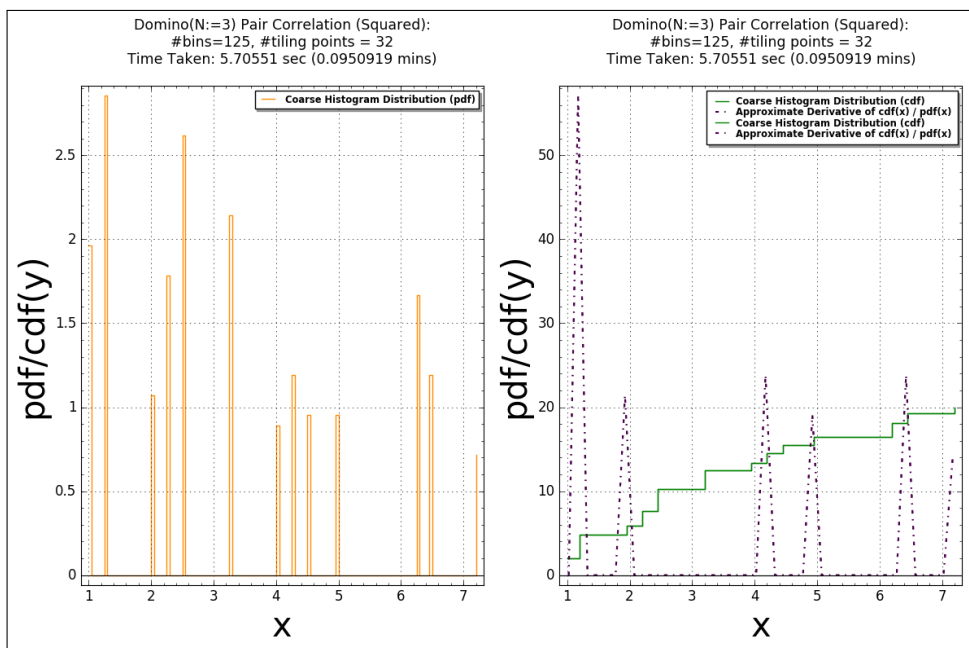 Domino(N:=3) Pair Correlation (Squared):
#bins=125, #tiling points = 32
Time Taken: 5.70551 sec (0.0950919 mins)
Coarse Histogram Distribution (pdf)
pdf/cdf(y)
2.5
2
1.5
1
0.5
0
1 2 3 4 5 6 7
x
Domino(N:=3) Pair Correlation (Squared):
#bins=125, #tiling points = 32
Time Taken: 5.70551 sec (0.0950919 mins)
Coarse Histogram Distribution (cdf)
Approximate Derivative of cdf(x) / pdf(x)
Coarse Histogram Distribution (cdf)
Approximate Derivative of cdf(x) / pdf(x)
pdf/cdf(y)
50
40
30
20
10
0
1 2 3 4 5 6 7
x